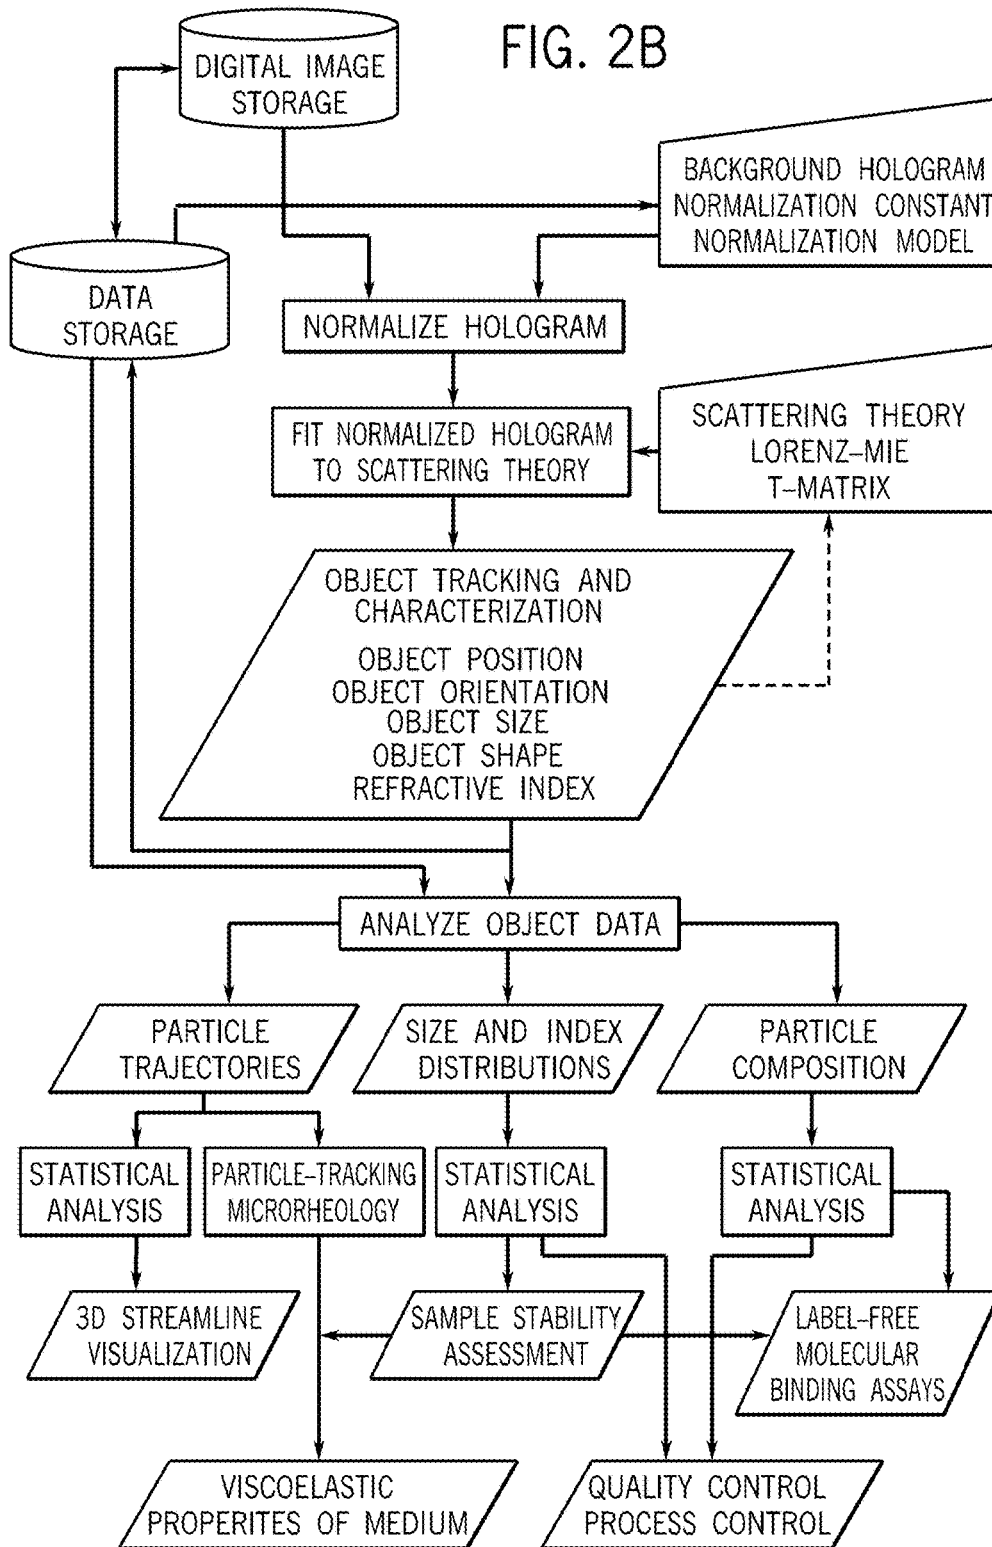 FIG. 2B
DIGITAL IMAGE
STORAGE
BACKGROUND HOLOGRAM
NORMALIZATION CONSTANT
NORMALIZATION MODEL
DATA
STORAGE
NORMALIZE HOLOGRAM
SCATTERING THEORY
LORENZ–MIE
T–MATRIX
FIT NORMALIZED HOLOGRAM
TO SCATTERING THEORY
OBJECT TRACKING AND
CHARACTERIZATION
OBJECT POSITION
OBJECT ORIENTATION
OBJECT SIZE
OBJECT SHAPE
REFRACTIVE INDEX
ANALYZE OBJECT DATA
PARTICLE
TRAJECTORIES
SIZE AND INDEX
DISTRIBUTIONS
PARTICLE
COMPOSITION
STATISTICAL
ANALYSIS
PARTICLE–TRACKING
MICRORHEOLOGY
STATISTICAL
ANALYSIS
STATISTICAL
ANALYSIS
3D STREAMLINE
VISUALIZATION
SAMPLE STABILITY
ASSESSMENT
LABEL–FREE
MOLECULAR
BINDING ASSAYS
VISCOELASTIC
PROPERITES OF MEDIUM
QUALITY CONTROL
PROCESS CONTROL